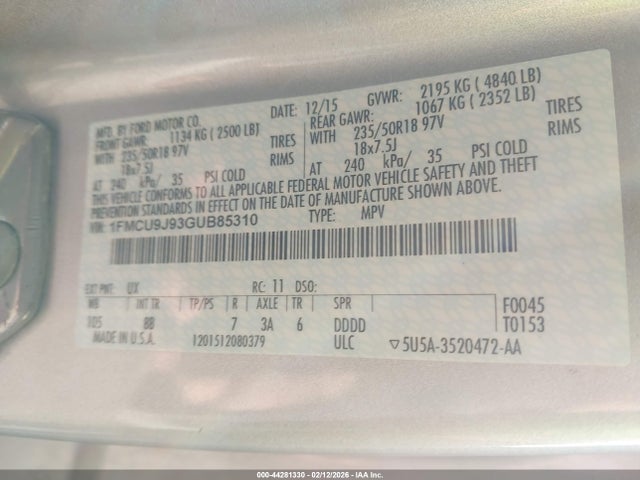 MFD. BY FORD MOTOR CO.
DATE: 12/15 GVWR: 2195 KG ( 4840 LB)
FRONT GAWR: 1134 KG ( 2500 LB)
REAR GAWR: 1067 KG ( 2352 LB)
WITH 235/50R18 97V TIRES
18x7.5J RIMS
AT 240 kPa/ 35 PSI COLD
WITH 235/50R18 97V TIRES
18x7.5J RIMS
AT 240 kPa/ 35 PSI COLD
THIS VEHICLE CONFORMS TO ALL APPLICABLE FEDERAL MOTOR VEHICLE SAFETY AND THEFT
PREVENTION STANDARDS IN EFFECT ON THE DATE OF MANUFACTURE SHOWN ABOVE.
VIN: 1FMCU9J93GUB85310 TYPE: MPV
EXT PNT: UX RC: 11 DSO:
WB INT TR TP/PS R AXLE TR SPR F0045
105 88 7 3A 6 DDDD T0153
MADE IN U.S.A. 1201512080379 ULC ▽5U5A-3520472-AA
000-44281330 - 02/12/2026 - IAA Inc.